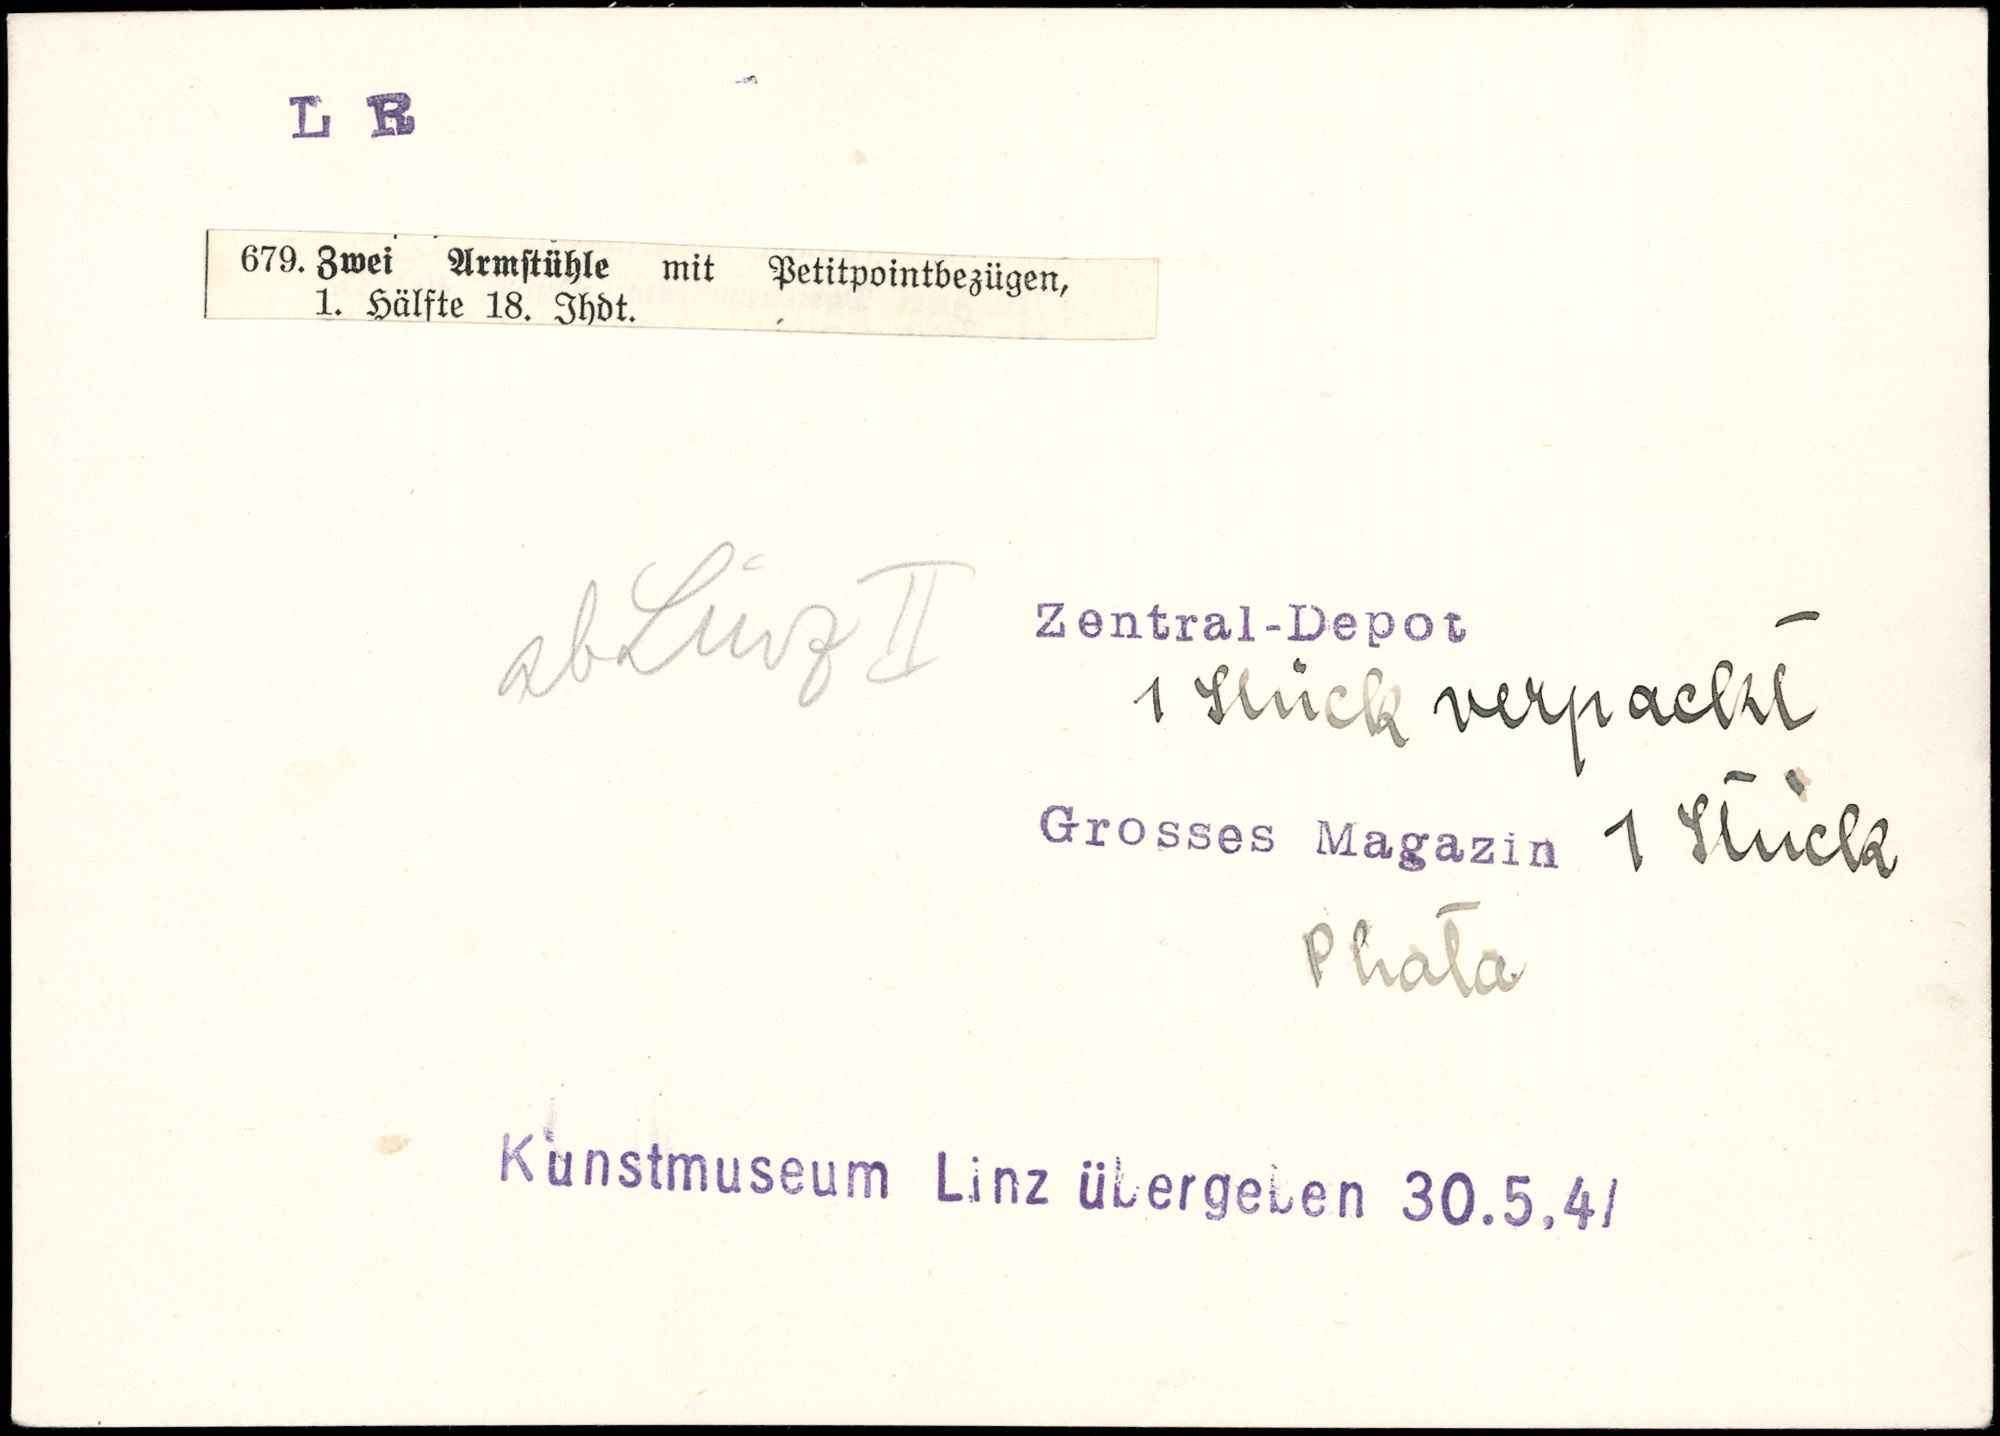 L R
679. Zwei Armstühle mit Petitpointbezügen,
1. Hälfte 18. Jhdt.
ab Linz II
Zentral-Depot
1 Stück verpackt
Grosses Magazin 1 Stück
Photo
Kunstmuseum Linz übergeben 30.5.41